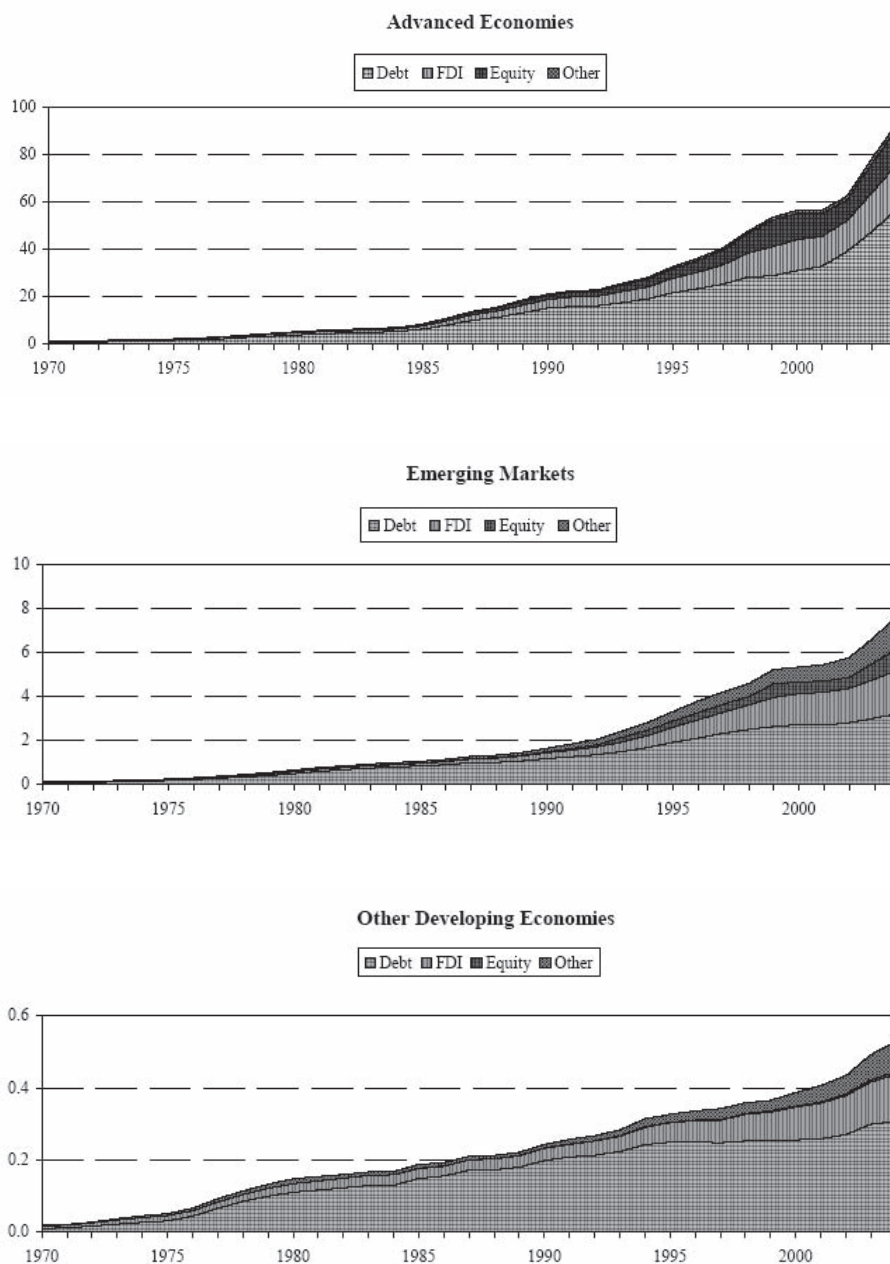 Advanced Economies
Debt FDI Equity Other
100
80
60
40
20
0
1970 1975 1980 1985 1990 1995 2000
Emerging Markets
Debt FDI Equity Other
10
8
6
4
2
0
1970 1975 1980 1985 1990 1995 2000
Other Developing Economies
Debt FDI Equity Other
0.6
0.4
0.2
0.0
1970 1975 1980 1985 1990 1995 2000